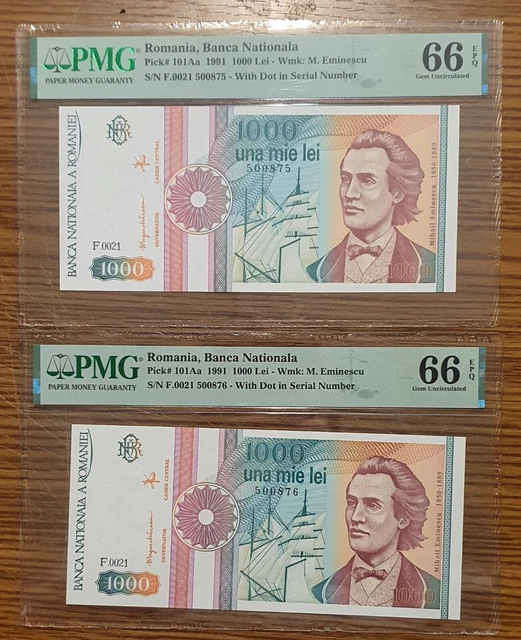 PMG
PAPER MONEY GUARANTY
Romania, Banca Nationala
Pick# 101Aa 1991 1000 Lei - Wmk: M. Eminescu
S/N F.0021 500875 - With Dot in Serial Number
66 EPQ
Gem Uncirculated
BANCA NATIONALA A ROMANIEI
1000
una mie lei
500875
CASIER CENTRAL
GUVERNATOR
F.0021
1000
Mihail Eminescu 1850-1889
1000
PMG
PAPER MONEY GUARANTY
Romania, Banca Nationala
Pick# 101Aa 1991 1000 Lei - Wmk: M. Eminescu
S/N F.0021 500876 - With Dot in Serial Number
66 EPQ
Gem Uncirculated
BANCA NATIONALA A ROMANIEI
1000
una mie lei
500876
CASIER CENTRAL
GUVERNATOR
F.0021
1000
Mihail Eminescu 1850-1889
1000